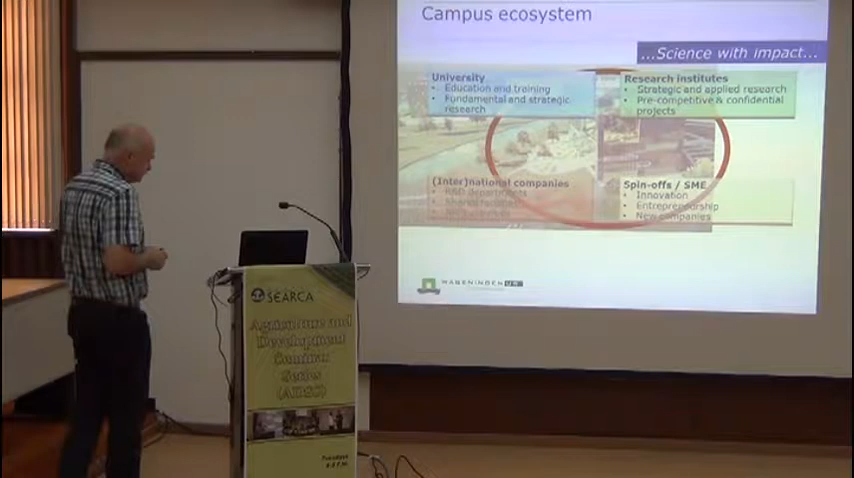 Campus ecosystem
...Science with impact...
University
• Education and training
• Fundamental and strategic
research
Research institutes
• Strategic and applied research
• Pre-competitive & confidential
projects
(Inter)national companies
• R&D departments
Spin-offs / SME
• Innovation
• Entrepreneurship
• New companies
WAGENINGEN UR
SEARCA
Agriculture and
Development
Seminar
Series
(ADSS)
Tuesdays